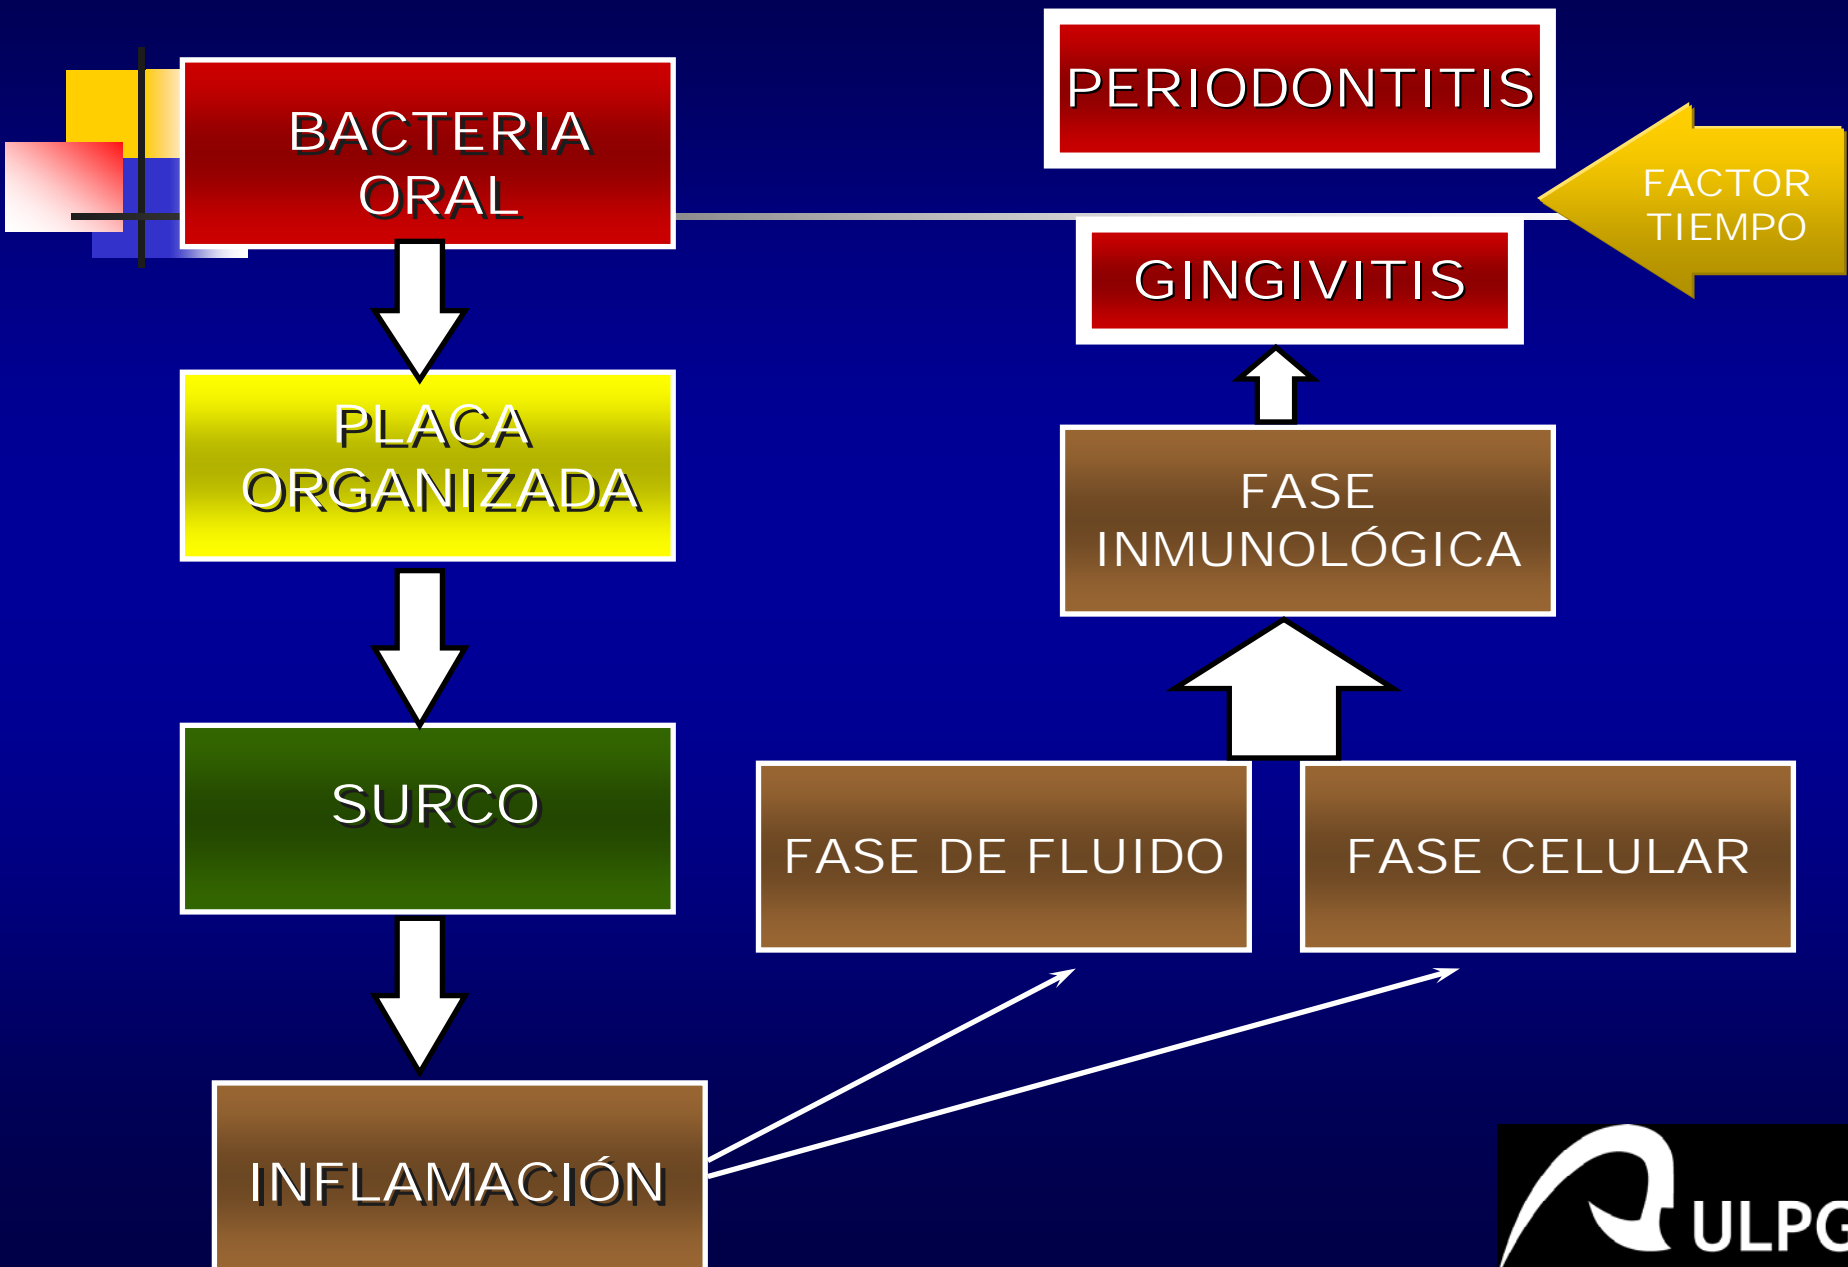 BACTERIA
ORAL
PLACA
ORGANIZADA
SURCO
INFLAMACIÓN
FASE DE FLUIDO
FASE CELULAR
FASE
INMUNOLÓGICA
GINGIVITIS
PERIODONTITIS
FACTOR
TIEMPO
ULPG